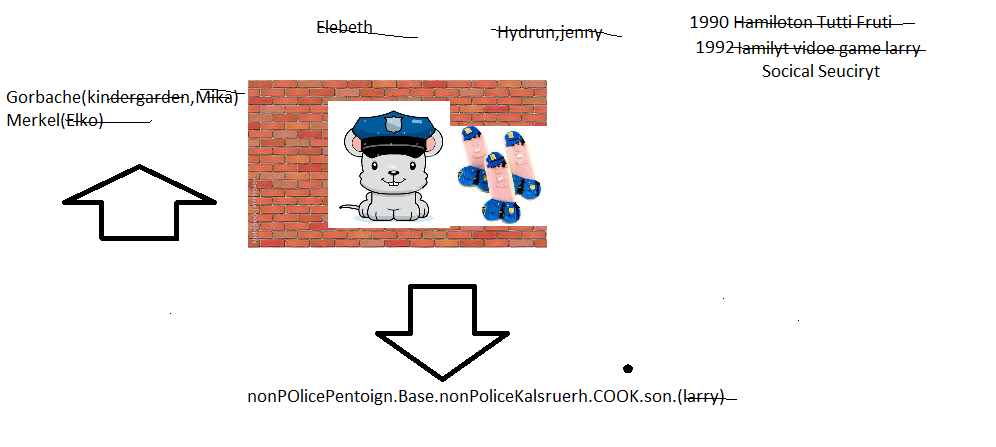 Elebeth
Hydrun,jenny
1990 Hamiloton Tutti Fruti
1992 lamilyt vidoe game larry
Socical Seuciryt
Gorbache(kindergarden,Mika)
Merkel(Elko)
nonPOlicePentoign.Base.nonPoliceKalsruerh.COOK.son.(larry)